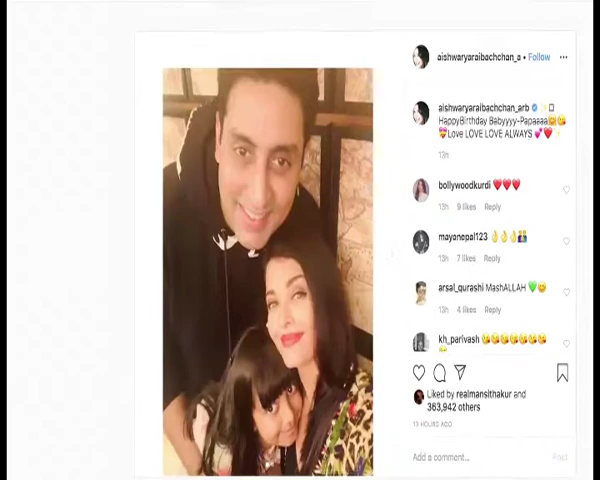 aishwaryaraibachchan_a • Follow
aishwaryaraibachchan_arb
HappyBirthday Babyyyy-Papaaaa🤗😘
💝Love LOVE LOVE ALWAYS 💕❤️✨
13h
bollywoodkurdi ❤️❤️❤️
13h 9 likes Reply
mayanepal123 👌👌👌👫
13h 7 likes Reply
arsal_qurashi MashALLAH 💚😊
13h 4 likes Reply
kh_parivash 😘😘😘😘😘😘😘
Liked by realmansithakur and
363,942 others
13 HOURS AGO
Add a comment... Post